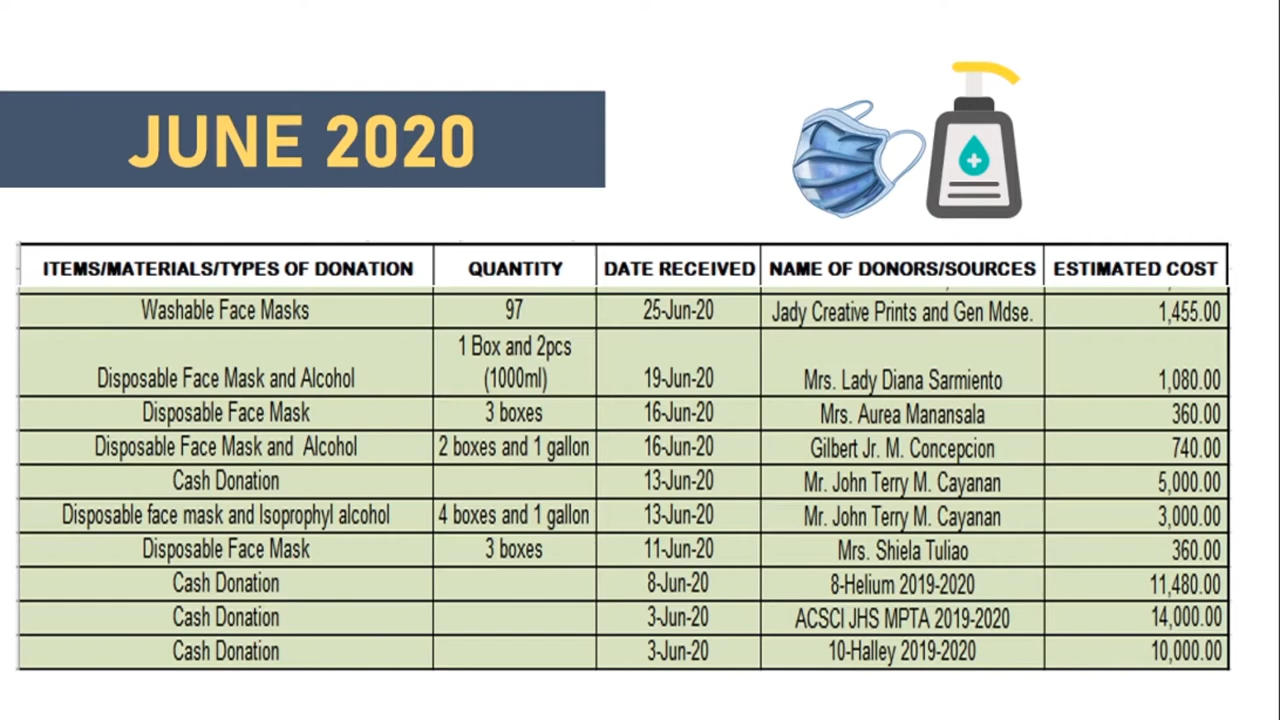 JUNE 2020
ITEMS/MATERIALS/TYPES OF DONATION QUANTITY DATE RECEIVED NAME OF DONORS/SOURCES ESTIMATED COST
Washable Face Masks 97 25-Jun-20 Jady Creative Prints and Gen Mdse. 1,455.00
1 Box and 2pcs
Disposable Face Mask and Alcohol (1000ml) 19-Jun-20 Mrs. Lady Diana Sarmiento 1,080.00
Disposable Face Mask 3 boxes 16-Jun-20 Mrs. Aurea Manansala 360.00
Disposable Face Mask and Alcohol 2 boxes and 1 gallon 16-Jun-20 Gilbert Jr. M. Concepcion 740.00
Cash Donation 13-Jun-20 Mr. John Terry M. Cayanan 5,000.00
Disposable face mask and Isoprophyl alcohol 4 boxes and 1 gallon 13-Jun-20 Mr. John Terry M. Cayanan 3,000.00
Disposable Face Mask 3 boxes 11-Jun-20 Mrs. Shiela Tuliao 360.00
Cash Donation 8-Jun-20 8-Helium 2019-2020 11,480.00
Cash Donation 3-Jun-20 ACSCI JHS MPTA 2019-2020 14,000.00
Cash Donation 3-Jun-20 10-Halley 2019-2020 10,000.00